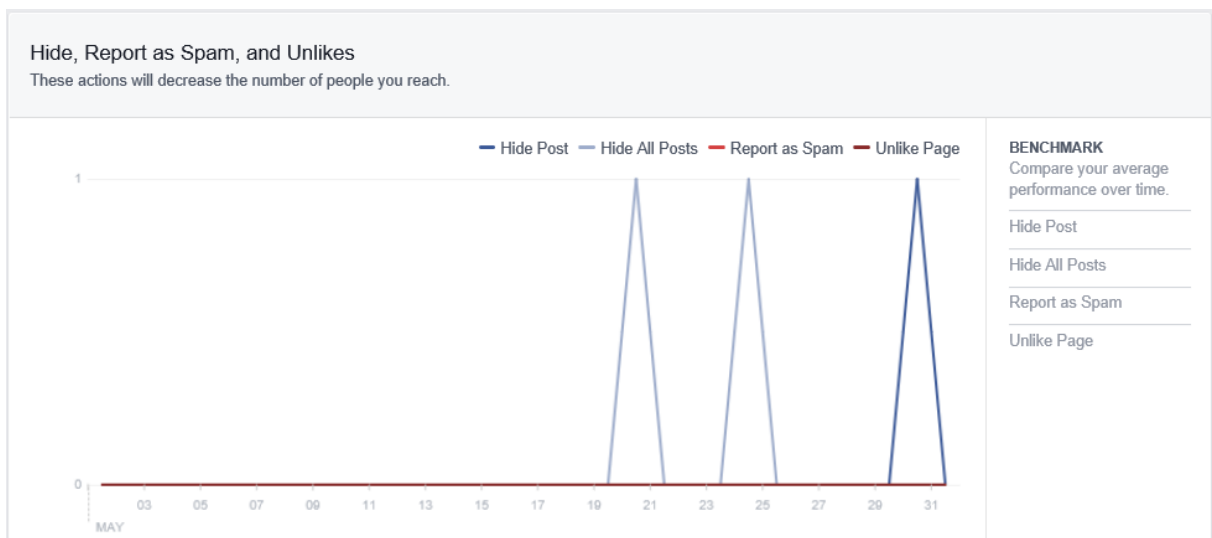 Hide, Report as Spam, and Unlikes
These actions will decrease the number of people you reach.
Hide Post Hide All Posts Report as Spam Unlike Page
1
0
03 05 07 09 11 13 15 17 19 21 23 25 27 29 31
MAY
BENCHMARK
Compare your average
performance over time.
Hide Post
Hide All Posts
Report as Spam
Unlike Page